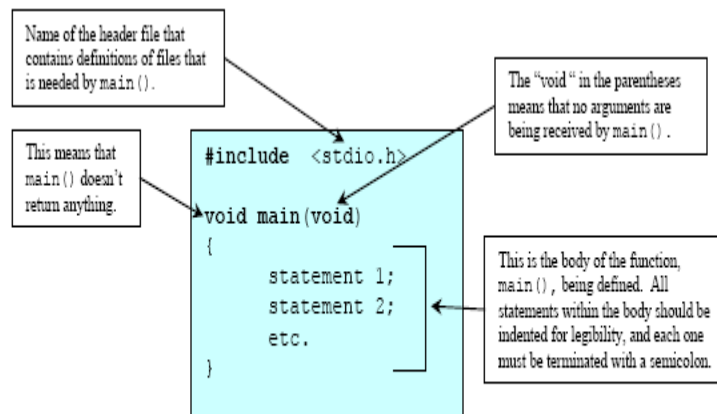 Name of the header file that
contains definitions of files that
is needed by main().
The "void " in the parentheses
means that no arguments are
being received by main().
This means that
main() doesn't
return anything.
#include <stdio.h>
void main(void)
{
statement 1;
statement 2;
etc.
}
This is the body of the function,
main(), being defined. All
statements within the body should be
indented for legibility, and each one
must be terminated with a semicolon.